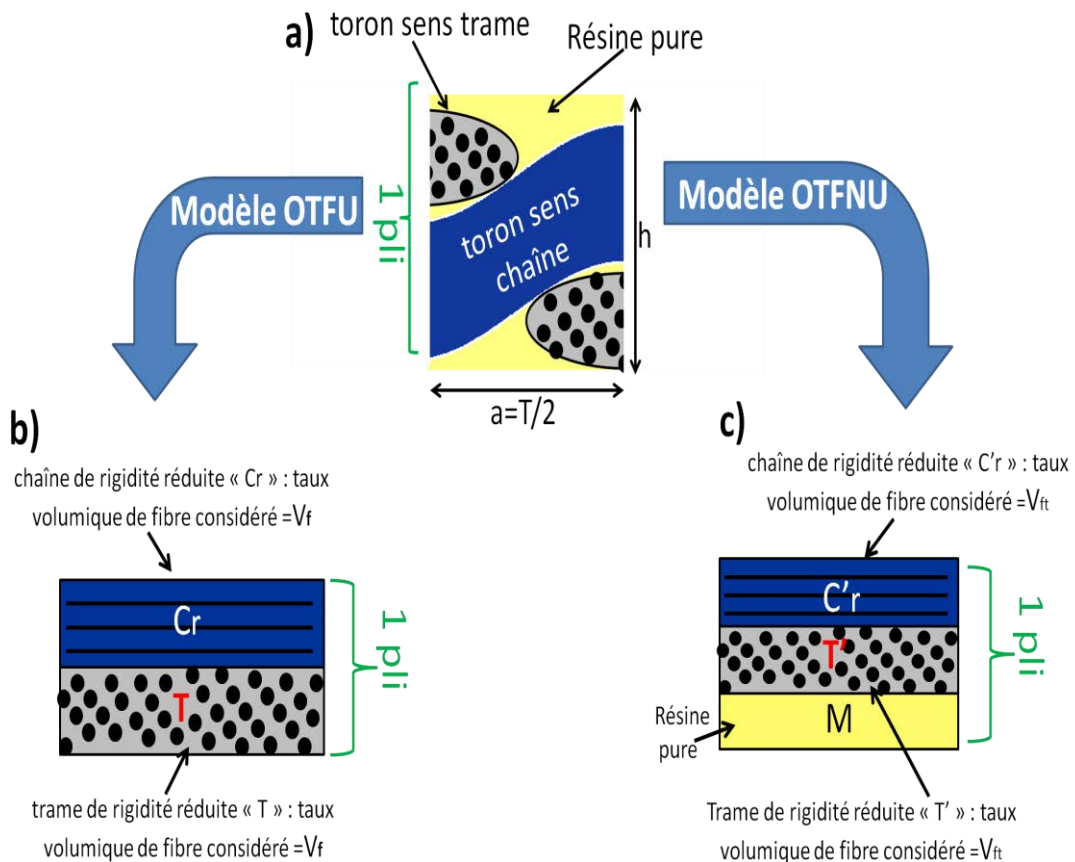 a)
toron sens trame
Résine pure
1 pli
Modèle OTFU
Modèle OTFNU
toron sens
chaîne
h
a=T/2
b)
chaîne de rigidité réduite « Cr » : taux
volumique de fibre considéré =Vf
Cr
T
1 pli
trame de rigidité réduite « T » : taux
volumique de fibre considéré =Vf
c)
chaîne de rigidité réduite « C’r » : taux
volumique de fibre considéré =Vft
C’r
T’
M
1 pli
Résine
pure
Trame de rigidité réduite « T’ » : taux
volumique de fibre considéré =Vft